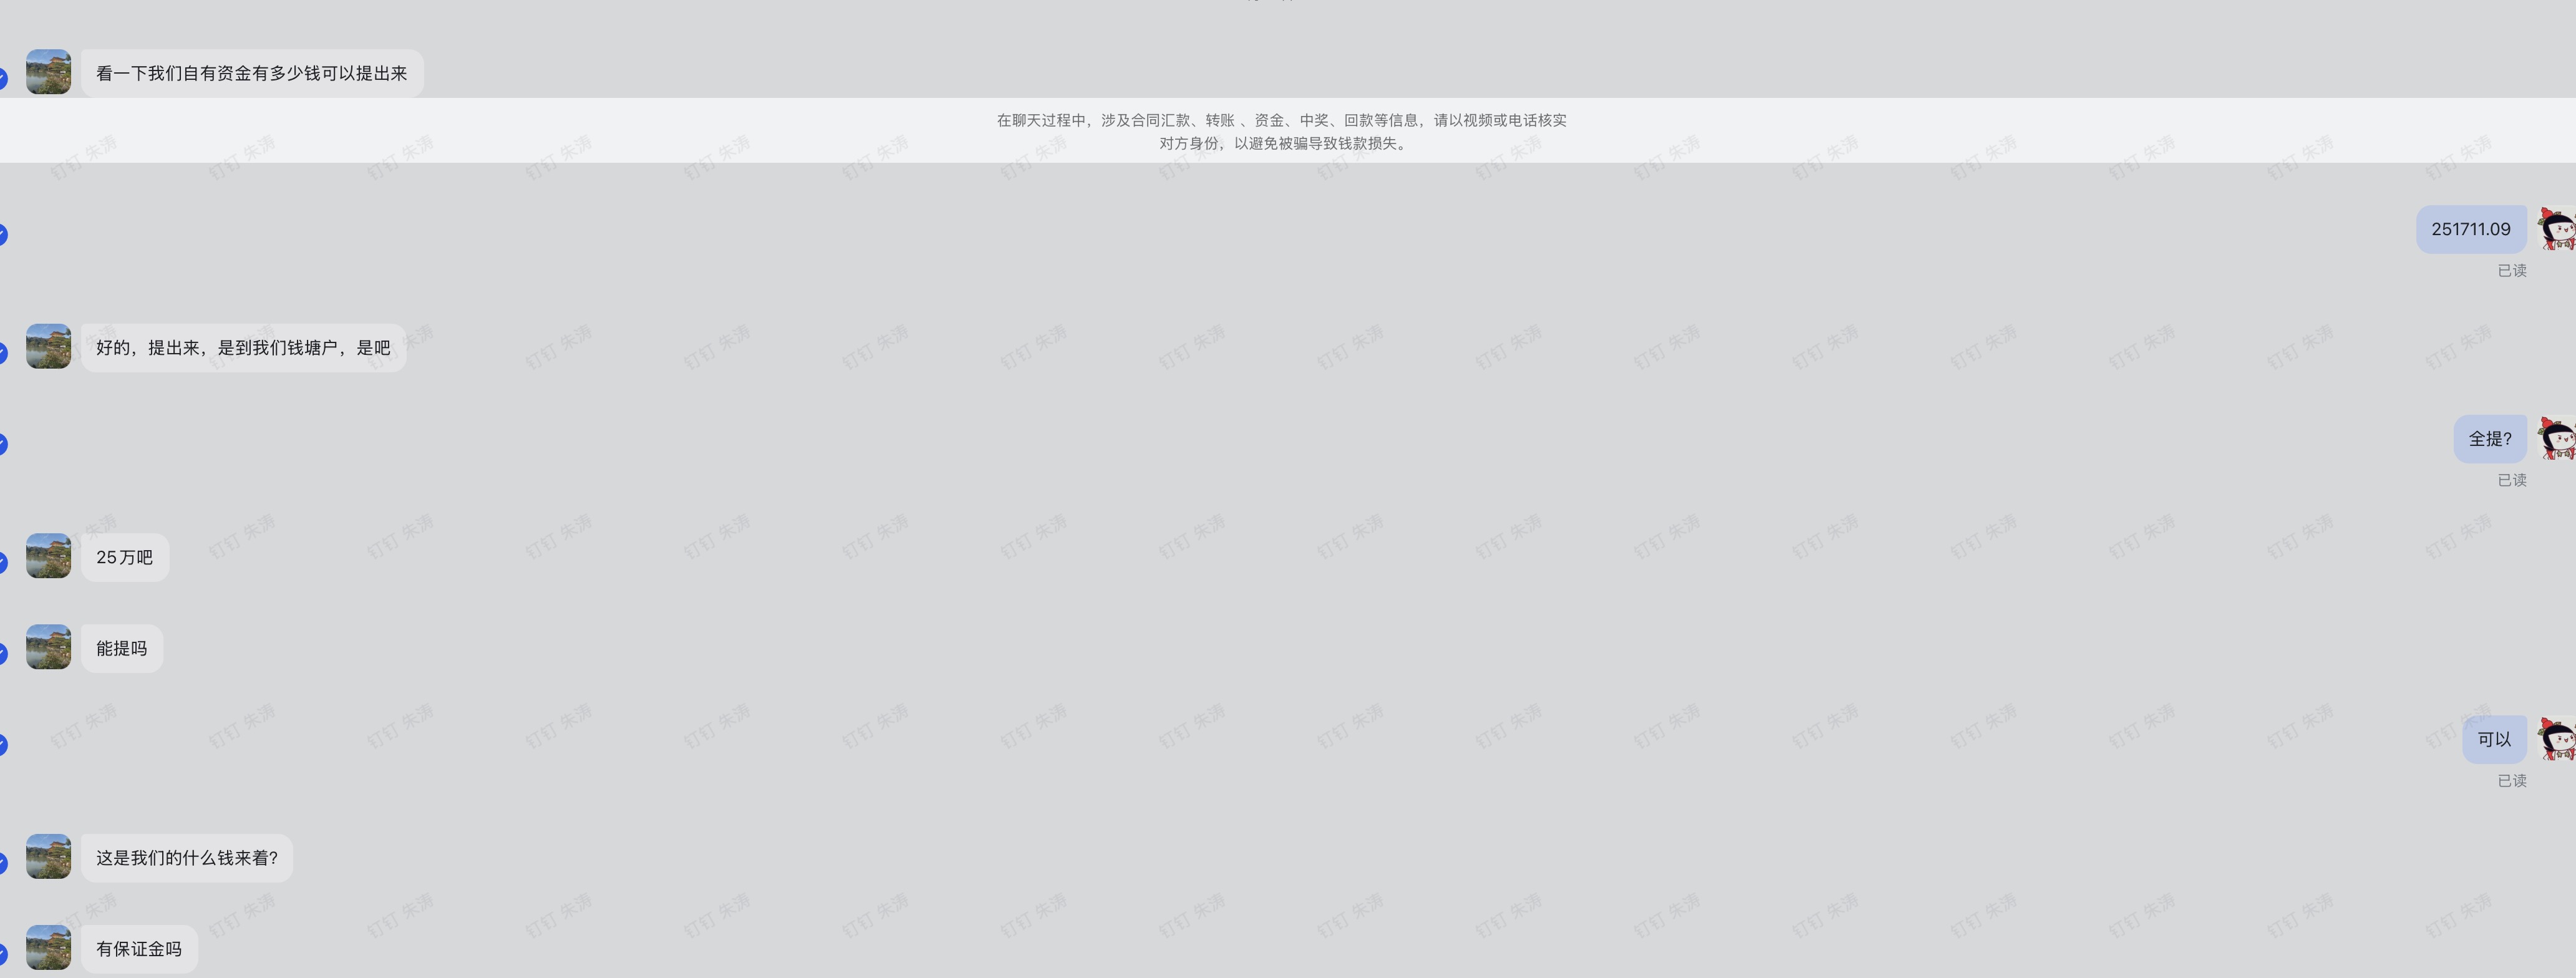 看一下我们自有资金有多少钱可以提出来
在聊天过程中，涉及合同汇款、转账 、资金、中奖、回款等信息，请以视频或电话核实
对方身份，以避免被骗导致钱款损失。
251711.09
已读
好的，提出来，是到我们钱塘户，是吧
全提?
已读
25万吧
能提吗
可以
已读
这是我们的什么钱来着?
有保证金吗
钉钉 朱涛